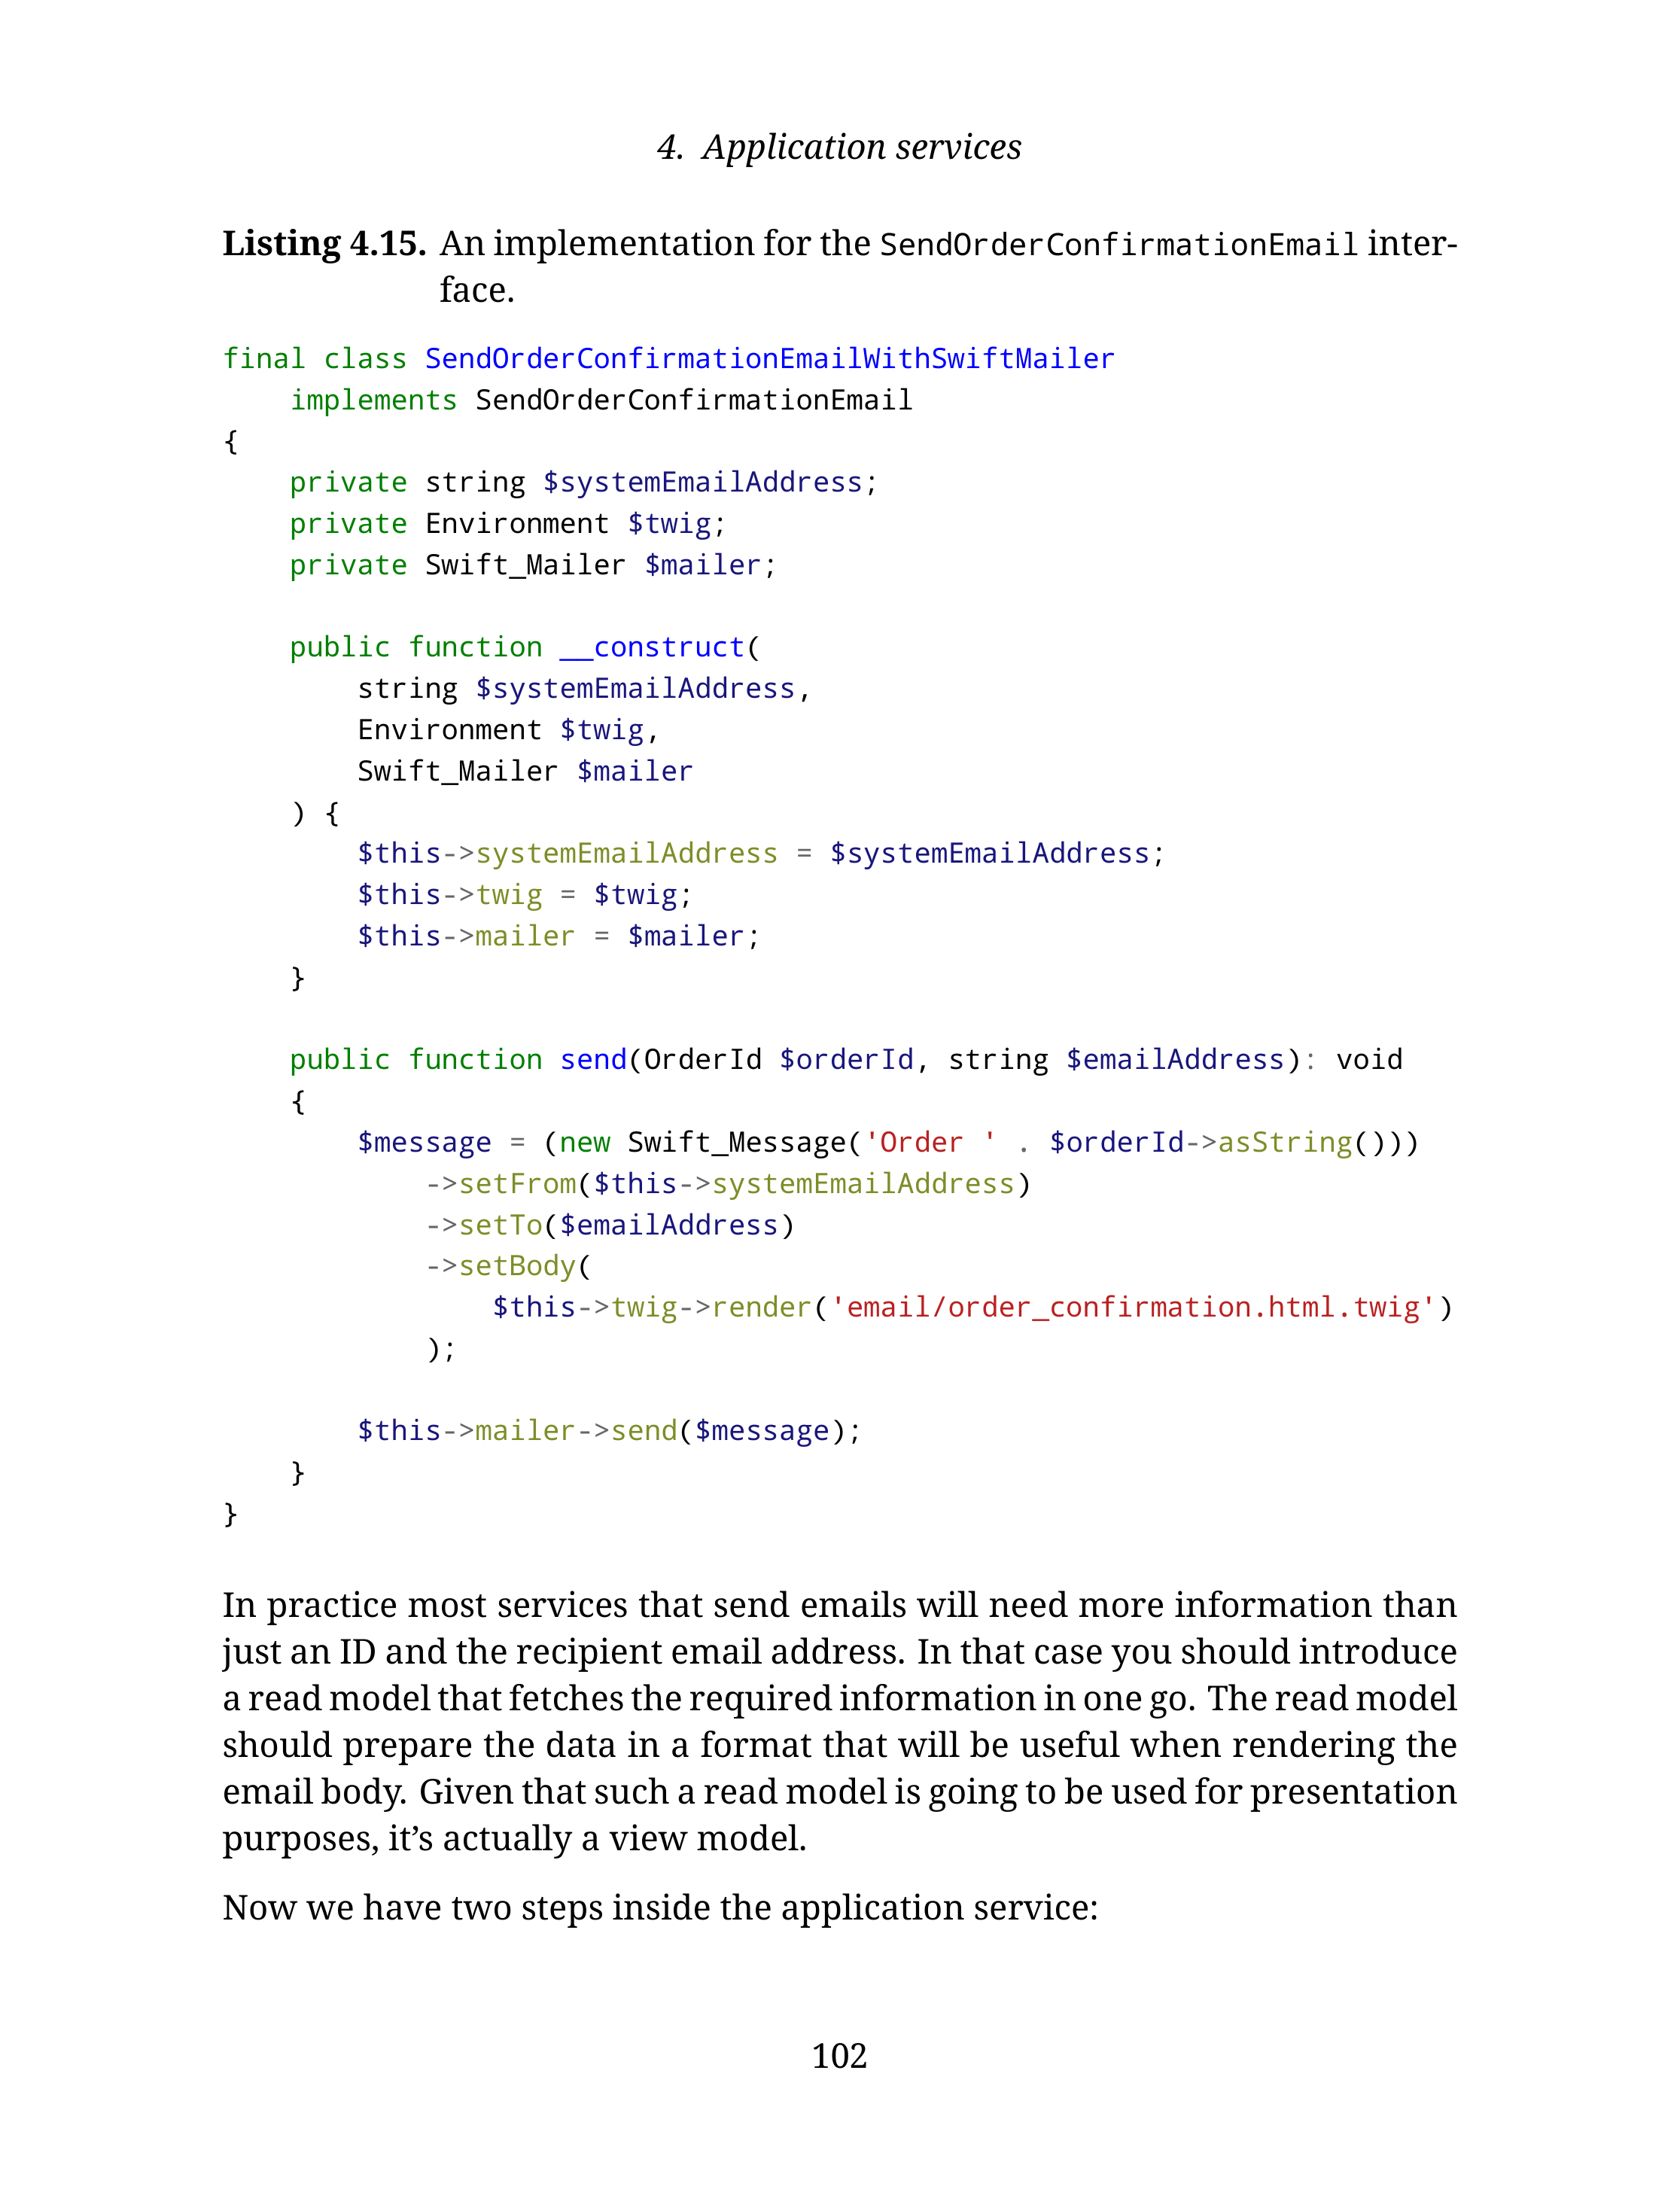 4. Application services
Listing 4.15. An implementation for the SendOrderConfirmationEmail inter-
face.
final class SendOrderConfirmationEmailWithSwiftMailer
    implements SendOrderConfirmationEmail
{
    private string $systemEmailAddress;
    private Environment $twig;
    private Swift_Mailer $mailer;

    public function __construct(
        string $systemEmailAddress,
        Environment $twig,
        Swift_Mailer $mailer
    ) {
        $this->systemEmailAddress = $systemEmailAddress;
        $this->twig = $twig;
        $this->mailer = $mailer;
    }

    public function send(OrderId $orderId, string $emailAddress): void
    {
        $message = (new Swift_Message('Order ' . $orderId->asString()))
            ->setFrom($this->systemEmailAddress)
            ->setTo($emailAddress)
            ->setBody(
                $this->twig->render('email/order_confirmation.html.twig')
            );

        $this->mailer->send($message);
    }
}
In practice most services that send emails will need more information than
just an ID and the recipient email address. In that case you should introduce
a read model that fetches the required information in one go. The read model
should prepare the data in a format that will be useful when rendering the
email body. Given that such a read model is going to be used for presentation
purposes, it’s actually a view model.
Now we have two steps inside the application service:
102